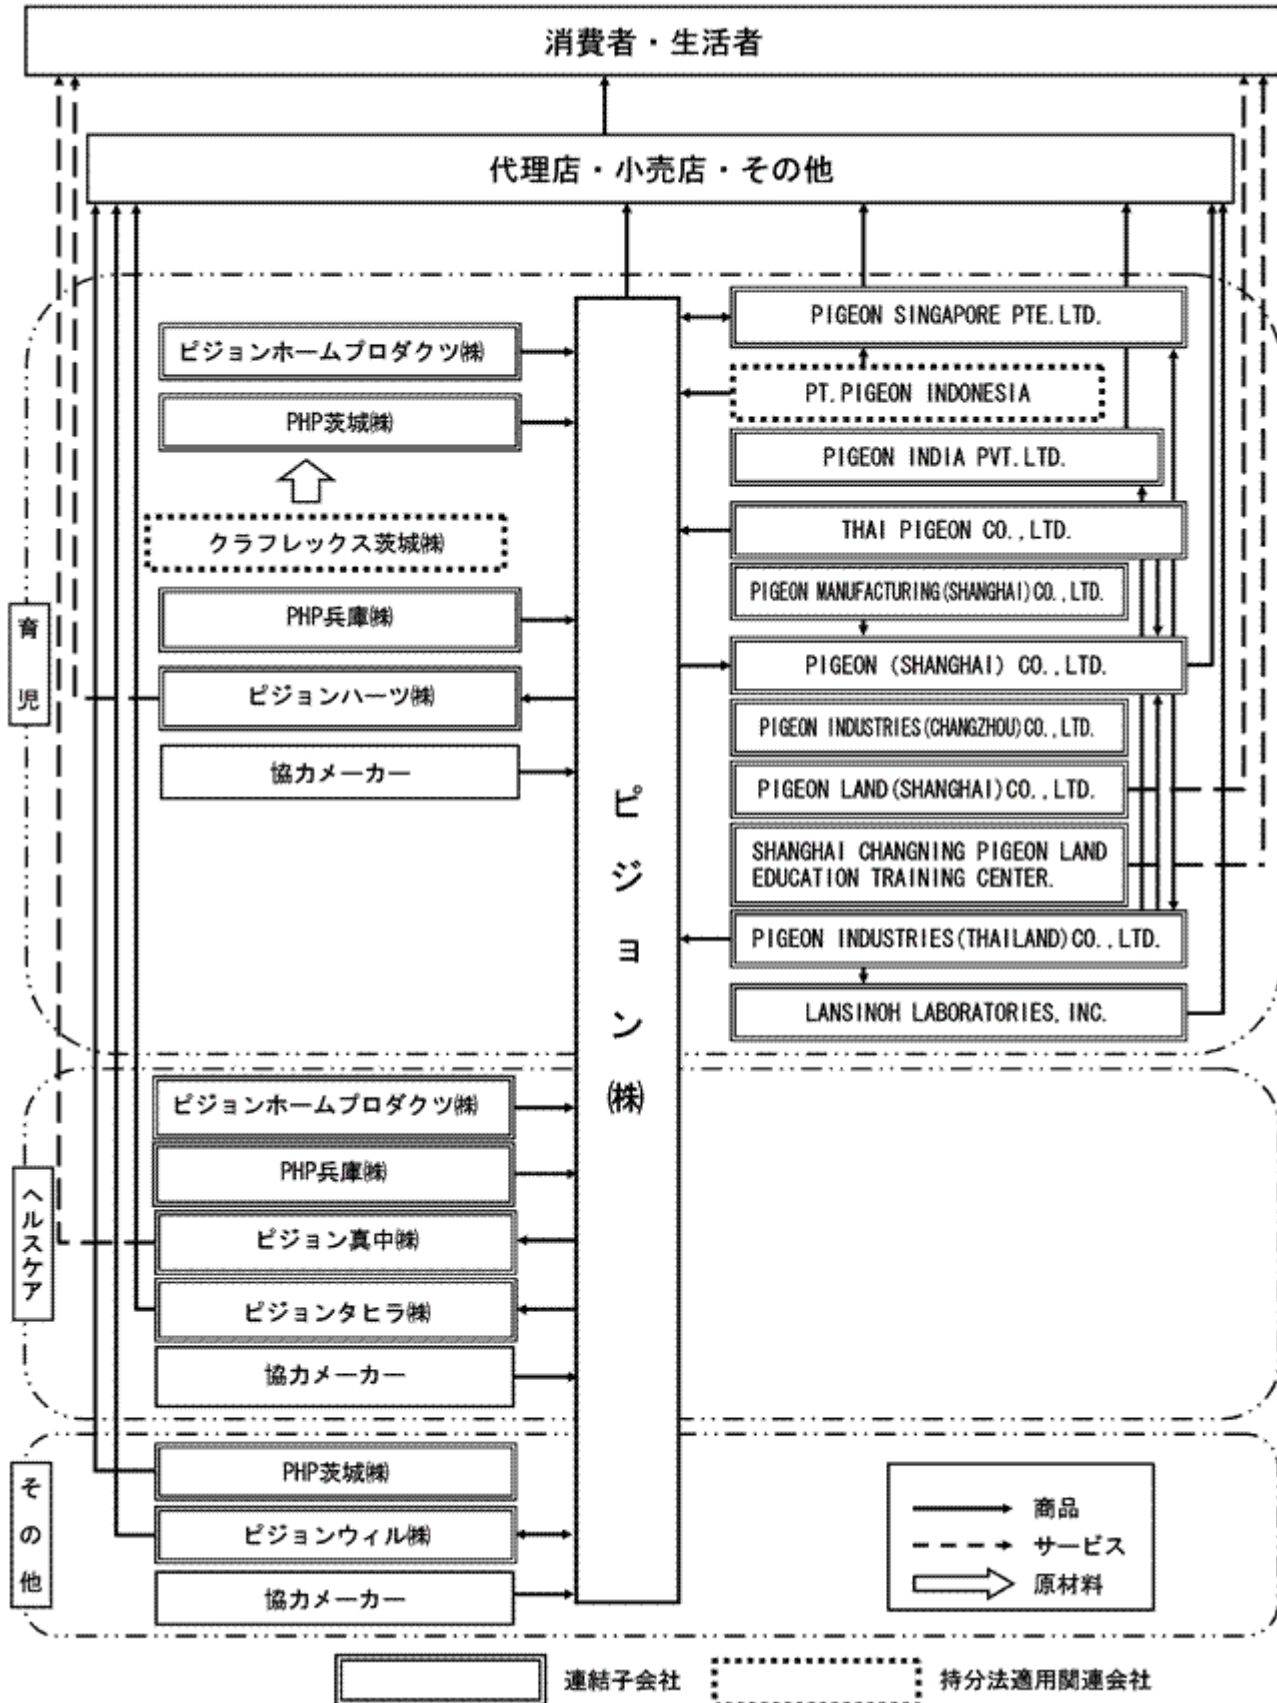 消費者・生活者
代理店・小売店・その他
育児
ピジョンホームプロダクツ㈱
PHP茨城㈱
クラフレックス茨城㈱
PHP兵庫㈱
ピジョンハーツ㈱
協力メーカー
ピジョン㈱
PIGEON SINGAPORE PTE.LTD.
PT.PIGEON INDONESIA
PIGEON INDIA PVT.LTD.
THAI PIGEON CO.,LTD.
PIGEON MANUFACTURING(SHANGHAI)CO.,LTD.
PIGEON (SHANGHAI) CO.,LTD.
PIGEON INDUSTRIES(CHANGZHOU)CO.,LTD.
PIGEON LAND(SHANGHAI)CO.,LTD.
SHANGHAI CHANGNING PIGEON LAND
EDUCATION TRAINING CENTER.
PIGEON INDUSTRIES(THAILAND)CO.,LTD.
LANSINOH LABORATORIES,INC.
ヘルスケア
ピジョンホームプロダクツ㈱
PHP兵庫㈱
ピジョン真中㈱
ピジョンタヒラ㈱
協力メーカー
その他
PHP茨城㈱
ピジョンウィル㈱
協力メーカー
商品
サービス
原材料
連結子会社
持分法適用関連会社